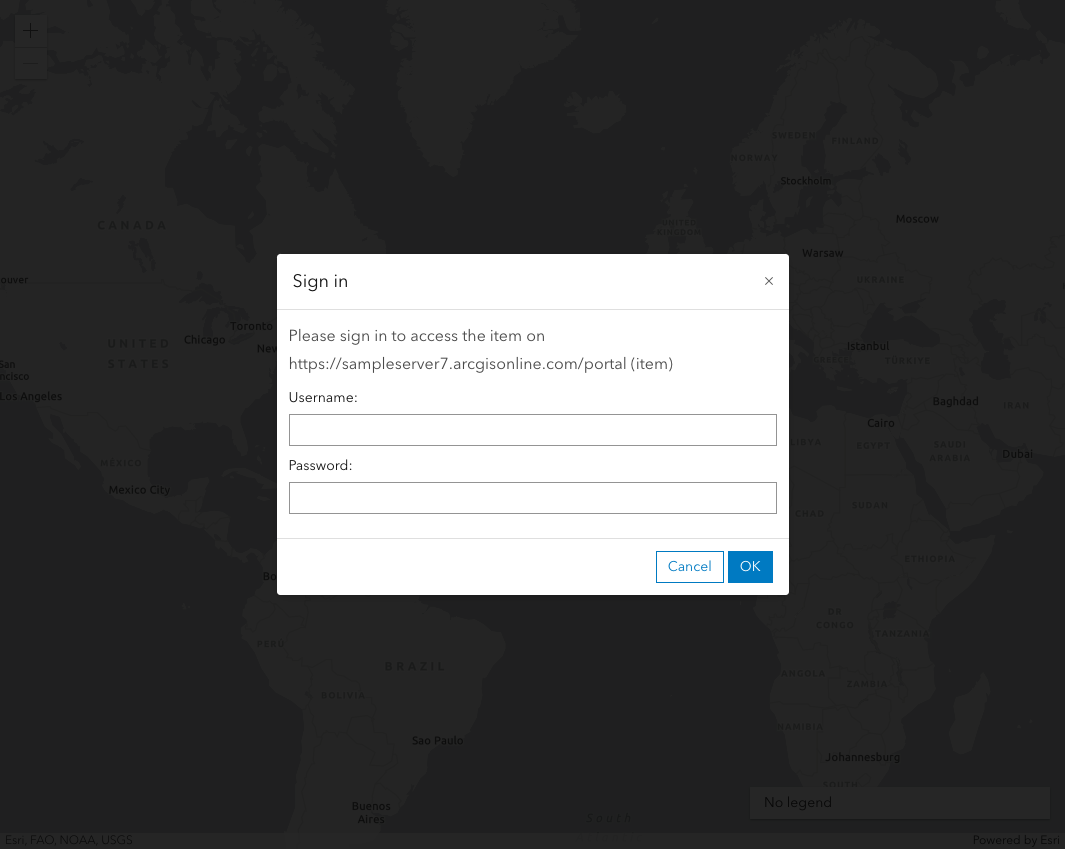 SWEDEN
FINLAND
NORWAY
Stockholm
CANADA
Moscow
UNITED
KINGDOM
Warsaw
ouver
UKRAINE
Sign in
×
Toronto
Chicago
New
UNITED
STATES
Please sign in to access the item on
https://sampleserver7.arcgisonline.com/portal (item)
Istanbul
TÜRKIYE
San
ncisco
Los Angeles
Username:
Baghdad
IRAN
Cairo
LIBYA
EGYPT
SAUDI
ARABIA
Dubai
MÉXICO
Mexico City
Password:
CHAD
SUDAN
ETHIOPIA
Cancel
OK
Bo
DR
CONGO
TANZANIA
PERÚ
BRAZIL
ANGOLA
ZAMBIA
BOLIVIA
NAMIBIA
Sao Paulo
Johannesburg
SOUTH
No legend
Buenos
Aires
South
Esri, FAO, NOAA, USGS
Powered by Esri